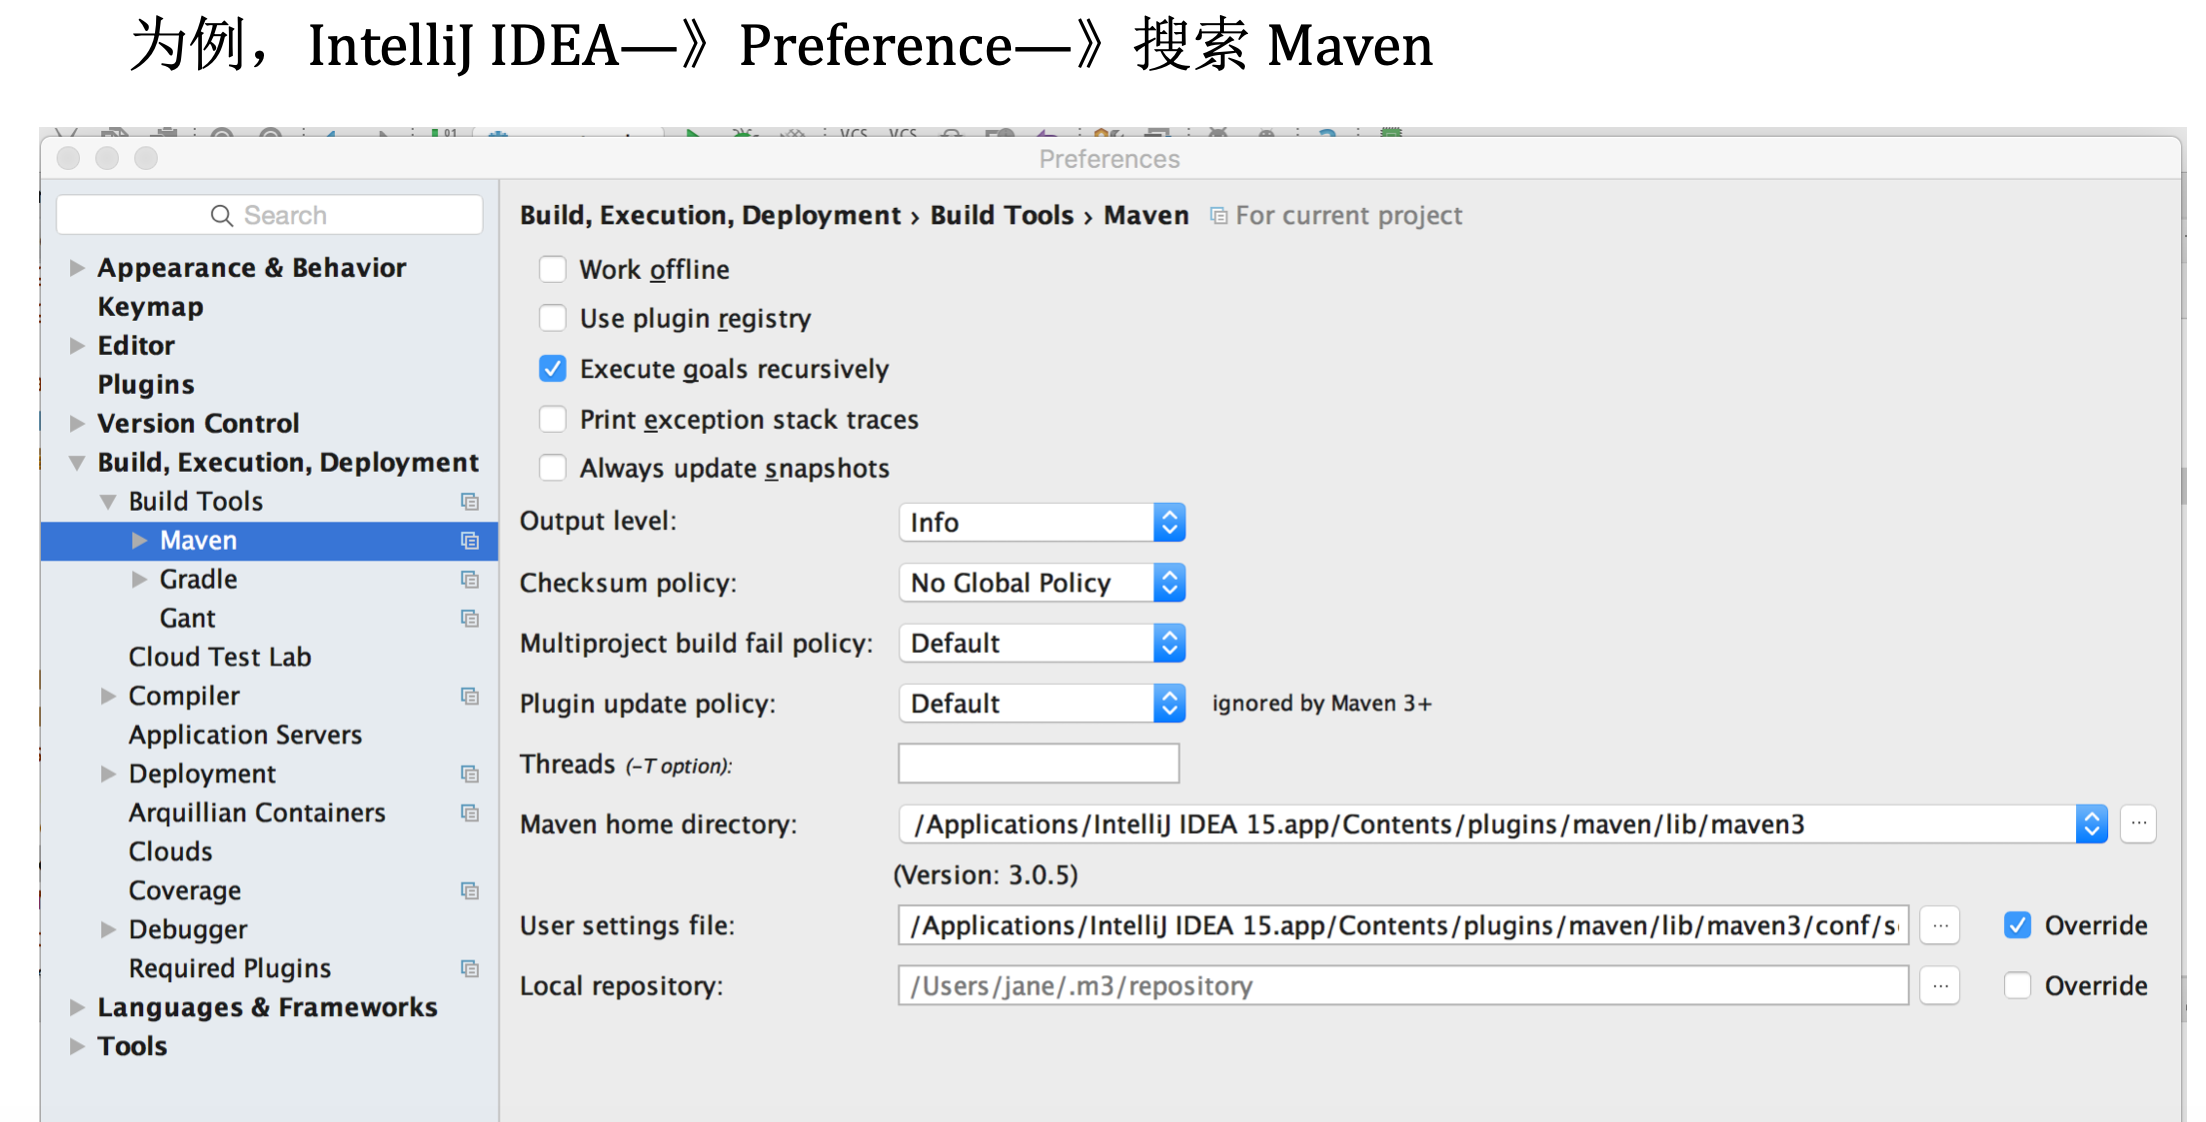 为例，IntelliJ IDEA—》Preference—》搜索 Maven
Preferences
Search
Appearance & Behavior
Keymap
Editor
Plugins
Version Control
Build, Execution, Deployment
Build Tools
Maven
Gradle
Gant
Cloud Test Lab
Compiler
Application Servers
Deployment
Arquillian Containers
Clouds
Coverage
Debugger
Required Plugins
Languages & Frameworks
Tools
Build, Execution, Deployment › Build Tools › Maven For current project
Work offline
Use plugin registry
Execute goals recursively
Print exception stack traces
Always update snapshots
Output level: Info
Checksum policy: No Global Policy
Multiproject build fail policy: Default
Plugin update policy: Default ignored by Maven 3+
Threads (-T option):
Maven home directory: /Applications/IntelliJ IDEA 15.app/Contents/plugins/maven/lib/maven3 ...
(Version: 3.0.5)
User settings file: /Applications/IntelliJ IDEA 15.app/Contents/plugins/maven/lib/maven3/conf/s ... Override
Local repository: /Users/jane/.m3/repository ... Override